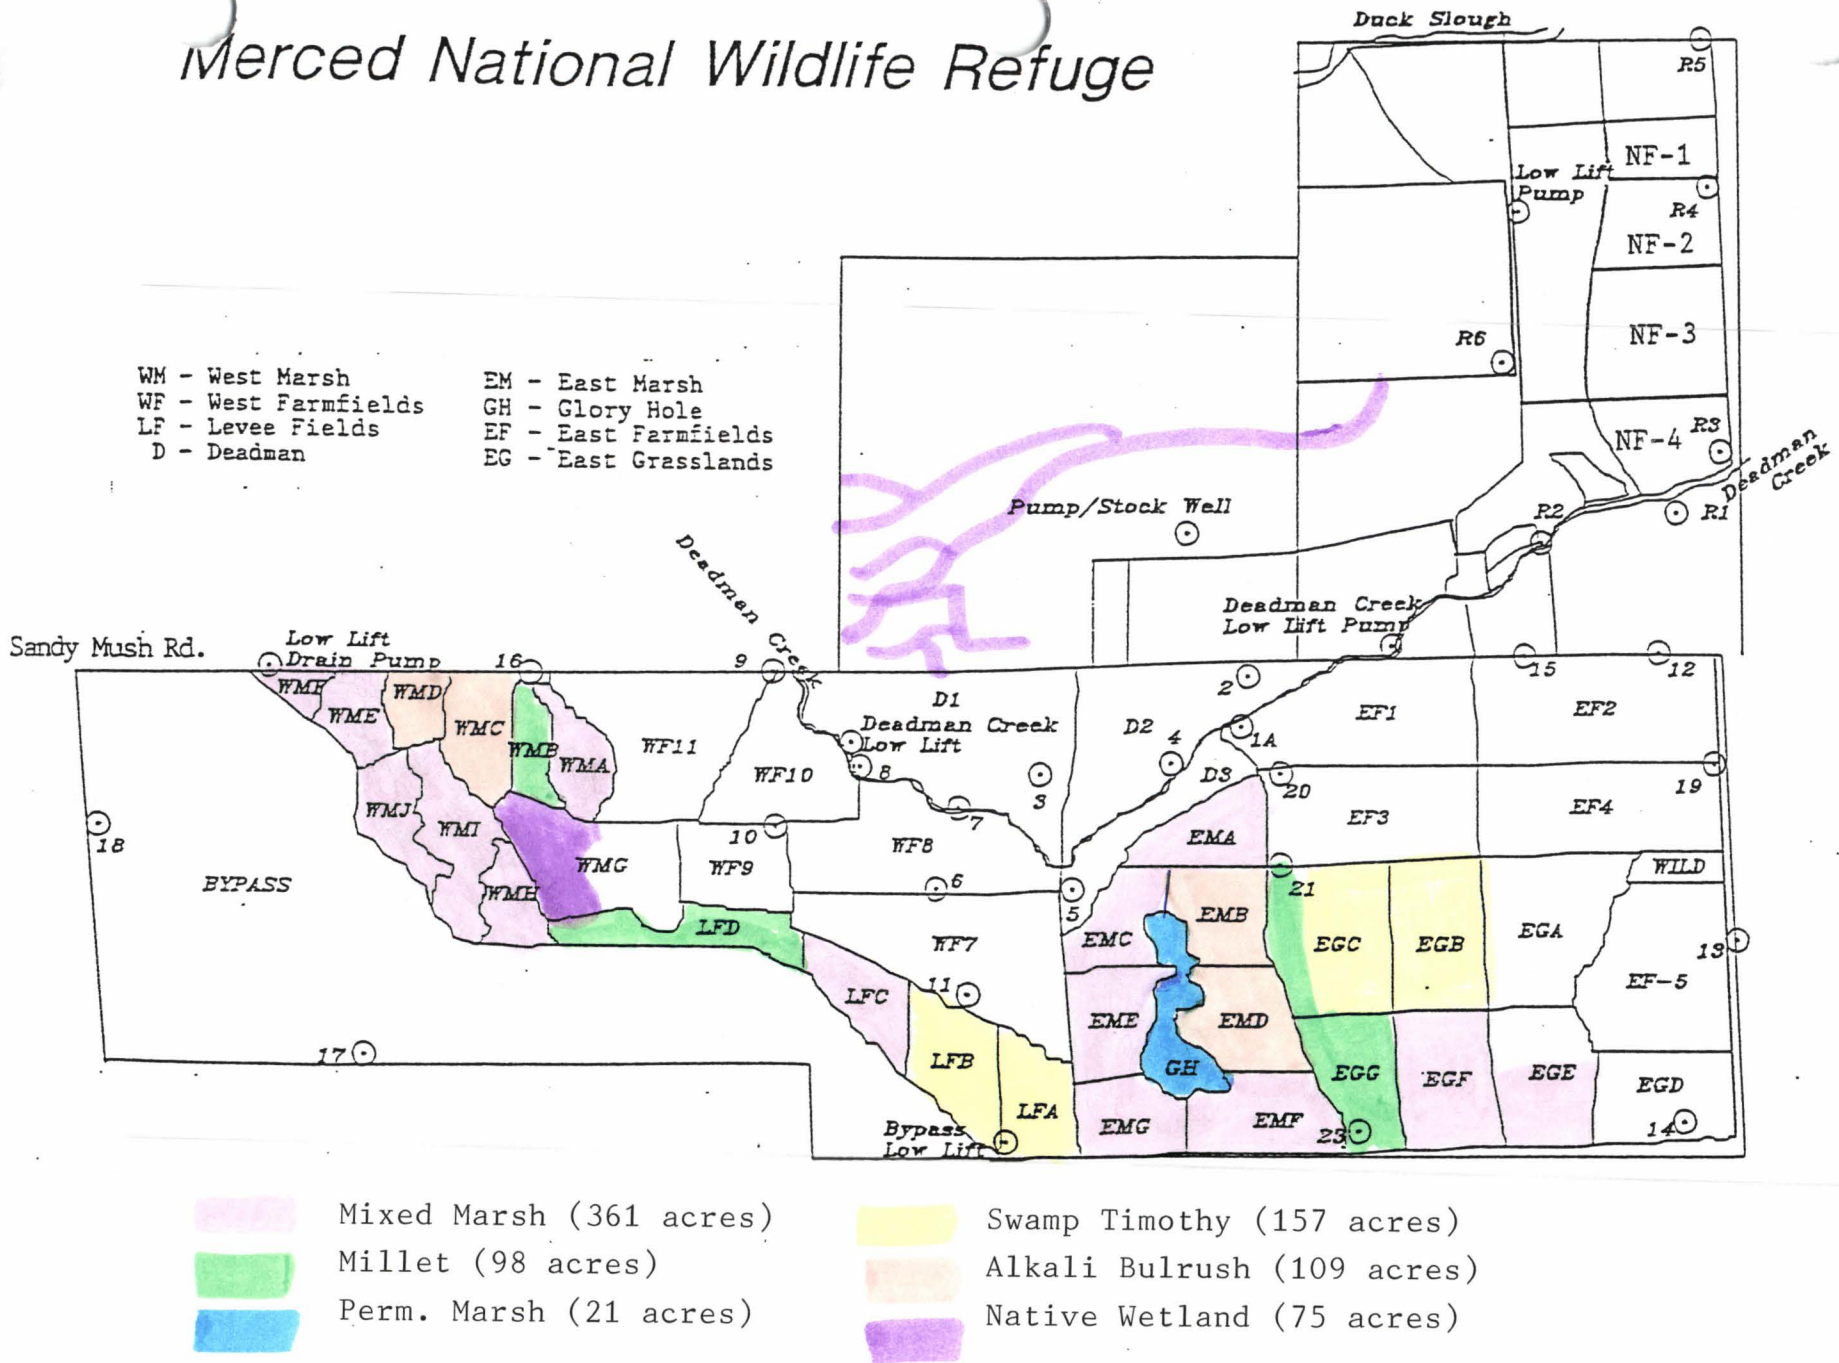 Merced National Wildlife Refuge
Duck Slough
R5
NF-1
Low Lift
Pump
R4
NF-2
NF-3
R6
NF-4
R3
Deadman
Creek
WM - West Marsh
WF - West Farmfields
LF - Levee Fields
D - Deadman
EM - East Marsh
GH - Glory Hole
EF - East Farmfields
EG - East Grasslands
Pump/Stock Well
R2
R1
Deadman Creek
Deadman Creek
Low Lift Pump
Sandy Mush Rd.
Low Lift
Drain Pump
16
9
15
12
2
WMF
WME
WMD
WMC
WMB
WMA
WF11
WF10
D1
Deadman Creek
Low Lift
8
D2
4
1A
D3
EF1
EF2
20
19
3
7
18
WMJ
WMI
10
WF8
EMA
EF3
EF4
BYPASS
WMH
WMG
WF9
6
5
21
WILD
LFD
WF7
EMC
EMB
EGC
EGB
EGA
13
EF-5
LFC
11
EME
EMD
17
LFB
GH
EGG
EGF
EGE
EGD
LFA
EMG
EMF
23
14
Bypass
Low Lift
Mixed Marsh (361 acres)
Millet (98 acres)
Perm. Marsh (21 acres)
Swamp Timothy (157 acres)
Alkali Bulrush (109 acres)
Native Wetland (75 acres)